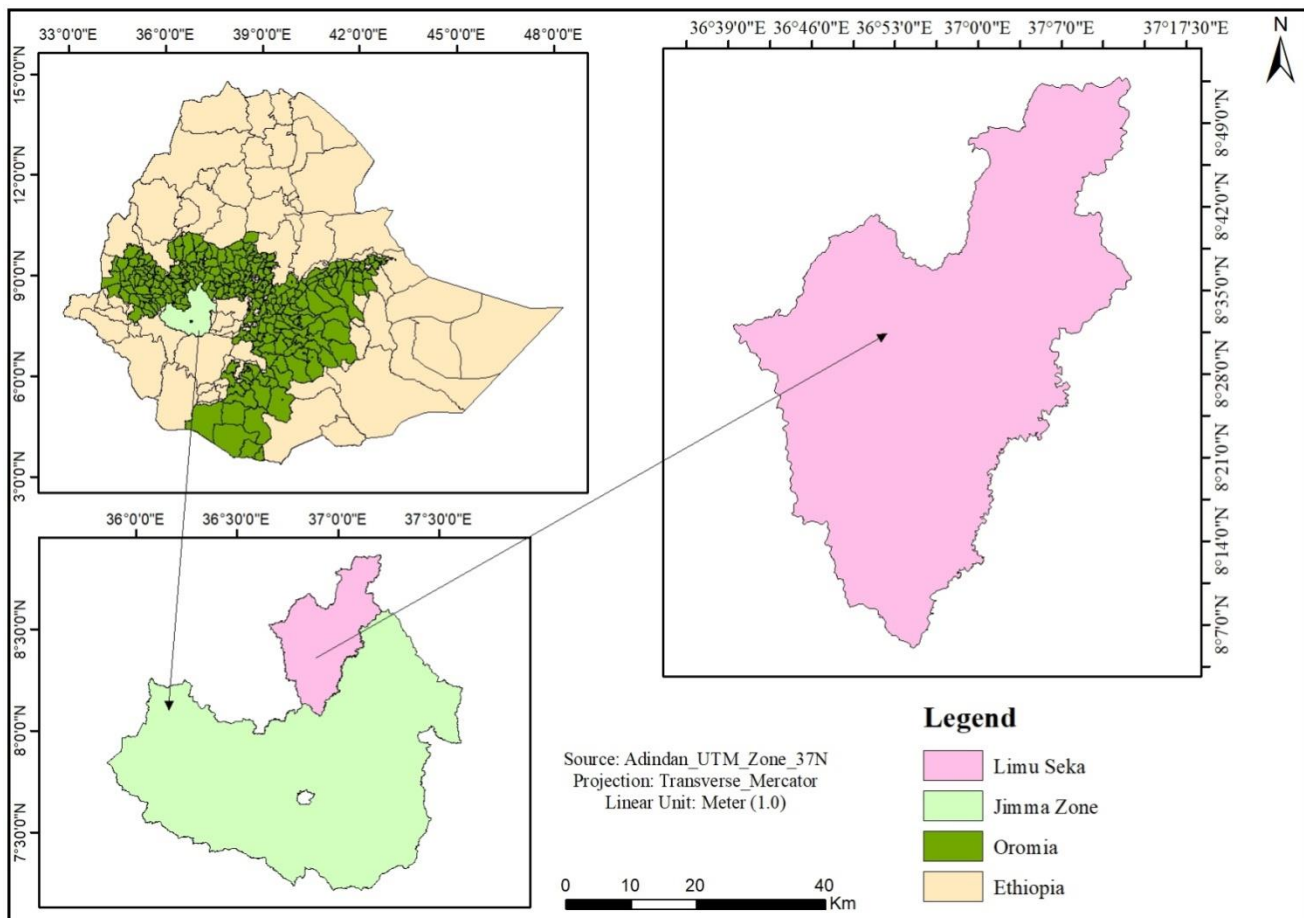 33°0'0"E 36°0'0"E 39°0'0"E 42°0'0"E 45°0'0"E 48°0'0"E
15°0'0"N
12°0'0"N
9°0'0"N
6°0'0"N
3°0'0"N
36°39'0"E 36°46'0"E 36°53'0"E 37°0'0"E 37°7'0"E 37°17'30"E
N
8°49'0"N
8°42'0"N
8°35'0"N
8°28'0"N
8°21'0"N
8°14'0"N
8°7'0"N
36°0'0"E 36°30'0"E 37°0'0"E 37°30'0"E
8°30'0"N
8°0'0"N
7°30'0"N
Source: Adindan_UTM_Zone_37N
Projection: Transverse_Mercator
Linear Unit: Meter (1.0)
0 10 20 40
Km
Legend
Limu Seka
Jimma Zone
Oromia
Ethiopia